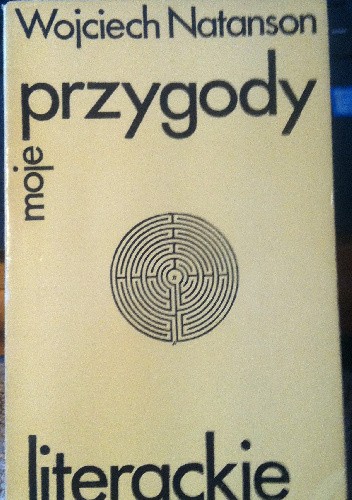 Wojciech Natanson
moje
przygody
literackie